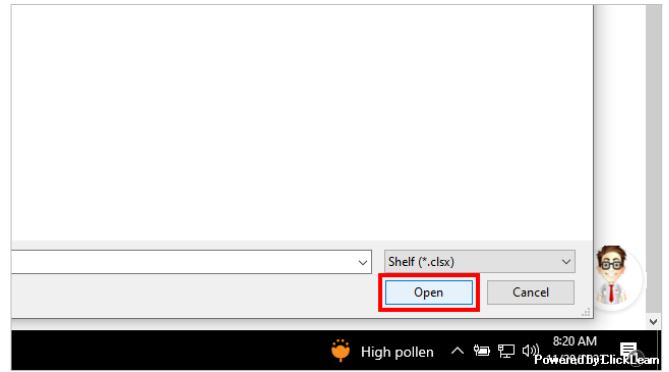 Shelf (*.clsx)
Open
Cancel
High pollen
8:20 AM
Powered by ClickLearn